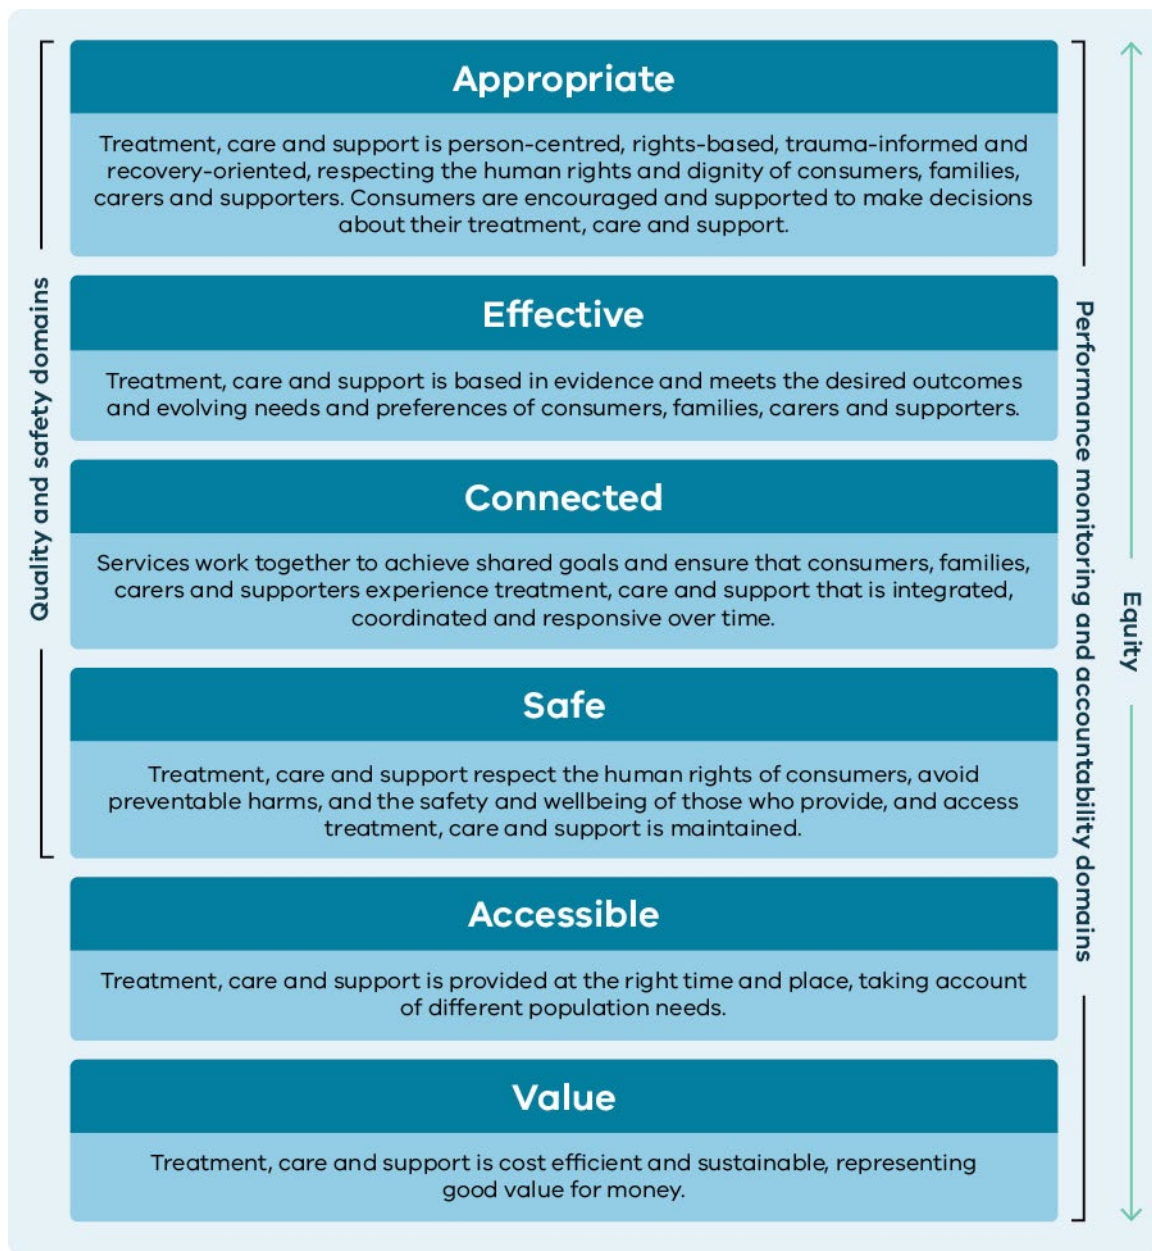 Appropriate
Treatment, care and support is person-centred, rights-based, trauma-informed and
recovery-oriented, respecting the human rights and dignity of consumers, families,
carers and supporters. Consumers are encouraged and supported to make decisions
about their treatment, care and support.
Effective
Treatment, care and support is based in evidence and meets the desired outcomes
and evolving needs and preferences of consumers, families, carers and supporters.
Connected
Services work together to achieve shared goals and ensure that consumers, families,
carers and supporters experience treatment, care and support that is integrated,
coordinated and responsive over time.
Safe
Treatment, care and support respect the human rights of consumers, avoid
preventable harms, and the safety and wellbeing of those who provide, and access
treatment, care and support is maintained.
Accessible
Treatment, care and support is provided at the right time and place, taking account
of different population needs.
Value
Treatment, care and support is cost efficient and sustainable, representing
good value for money.
Quality and safety domains
Performance monitoring and accountability domains
Equity